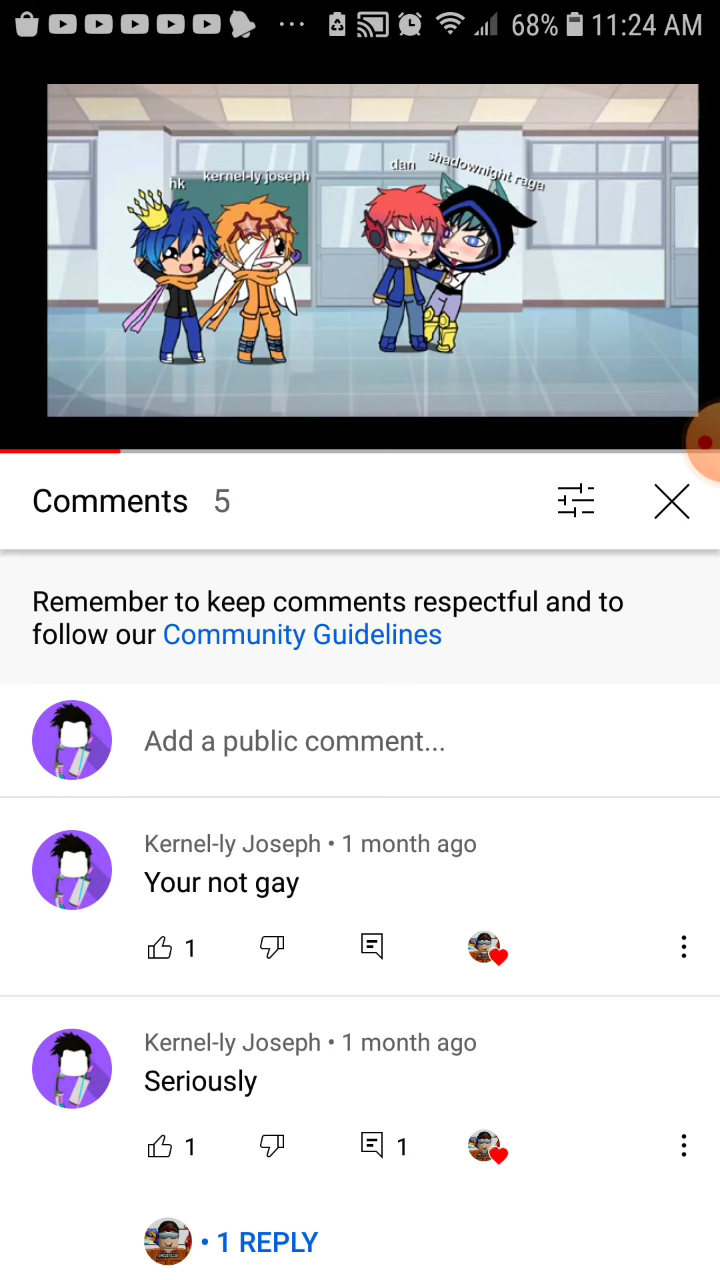 68% 11:24 AM
hk
kernel-ly joseph
dan
shadownight raga
Comments 5
Remember to keep comments respectful and to
follow our Community Guidelines
Add a public comment...
Kernel-ly Joseph • 1 month ago
Your not gay
1
Kernel-ly Joseph • 1 month ago
Seriously
1 1
• 1 REPLY